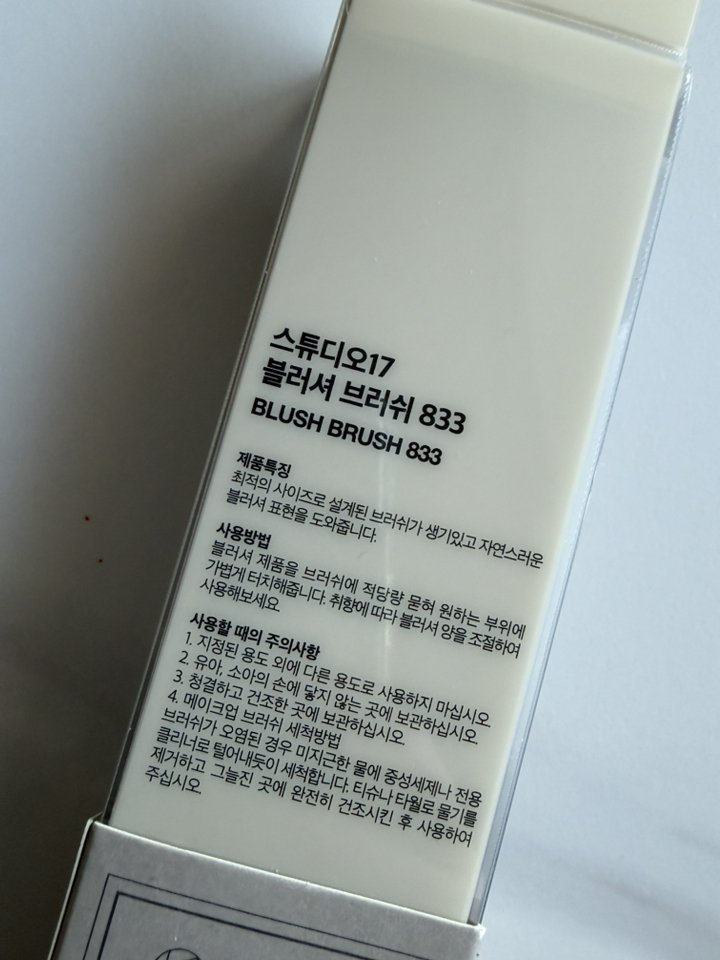 스튜디오17
블러셔 브러쉬 833
BLUSH BRUSH 833
제품특징
최적의 사이즈로 설계된 브러쉬가 생기있고 자연스러운
블러셔 표현을 도와줍니다.
사용방법
블러셔 제품을 브러쉬에 적당량 묻혀 원하는 부위에
가볍게 터치해줍니다. 취향에 따라 블러셔 양을 조절하여
사용해보세요.
사용할 때의 주의사항
1. 지정된 용도 외에 다른 용도로 사용하지 마십시오.
2. 유아, 소아의 손에 닿지 않는 곳에 보관하십시오.
3. 청결하고 건조한 곳에 보관하십시오.
4. 메이크업 브러쉬 세척방법
브러쉬가 오염된 경우 미지근한 물에 중성세제나 전용
클리너로 털어내듯이 세척합니다. 티슈나 타월로 물기를
제거하고 그늘진 곳에 완전히 건조시킨 후 사용하여
주십시오.